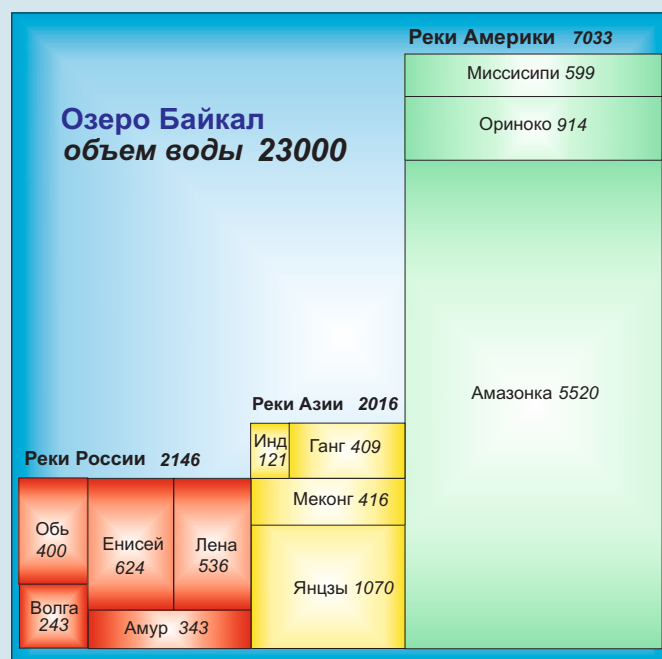 Реки Америки 7033
Миссисипи 599
Ориноко 914
Амазонка 5520
Озеро Байкал
объем воды 23000
Реки Азии 2016
Инд
121
Ганг 409
Меконг 416
Янцзы 1070
Реки России 2146
Обь
400
Енисей
624
Лена
536
Волга
243
Амур 343